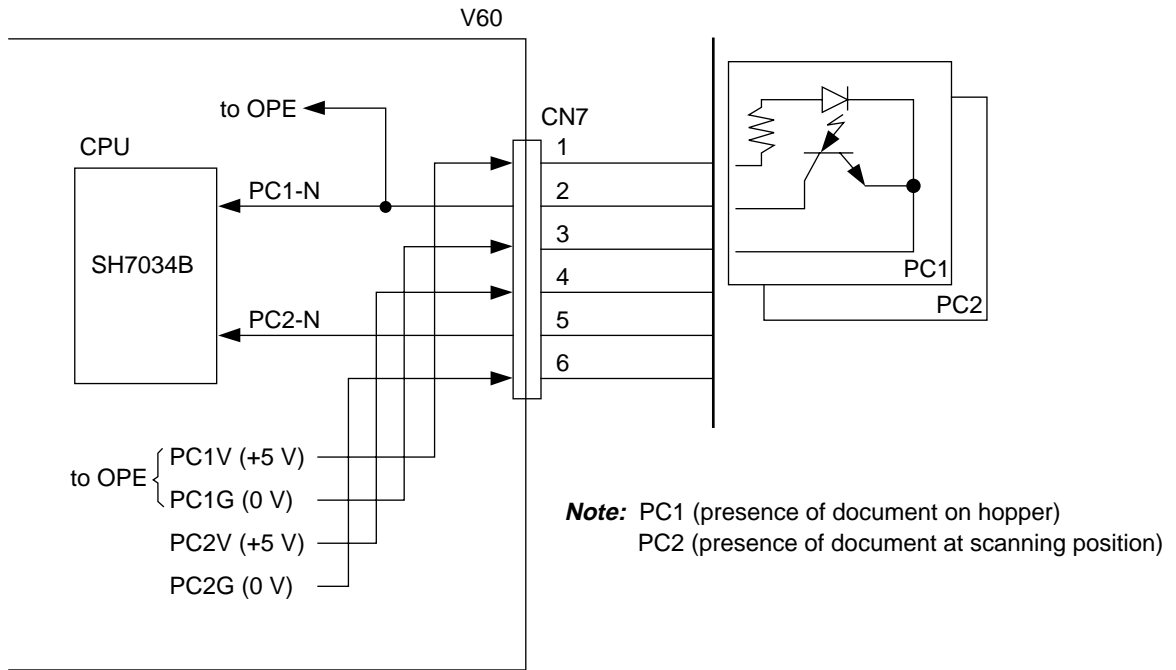 V60
to OPE
CN7
CPU
1
PC1-N
2
3
SH7034B
4
PC1
PC2-N
5
PC2
6
to OPE
PC1V (+5 V)
PC1G (0 V)
PC2V (+5 V)
PC2G (0 V)
Note: PC1 (presence of document on hopper)
PC2 (presence of document at scanning position)